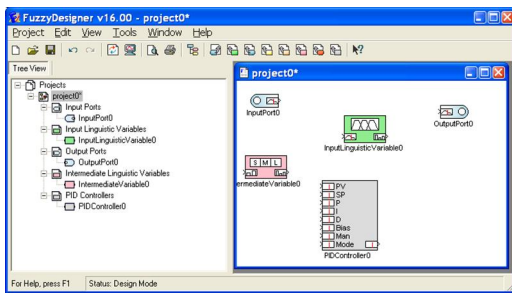 FuzzyDesigner v16.00 - project0*
Project Edit View Tools Window Help
Tree View
Projects
project0*
Input Ports
InputPort0
Input Linguistic Variables
InputLinguisticVariable0
Output Ports
OutputPort0
Intermediate Linguistic Variables
IntermediateVariable0
PID Controllers
PIDController0
project0*
InputPort0
OutputPort0
InputLinguisticVariable0
S M L
ermediateVariable0
PV
SP
P
I
D
Bias
Man
Mode
PIDController0
For Help, press F1 Status: Design Mode